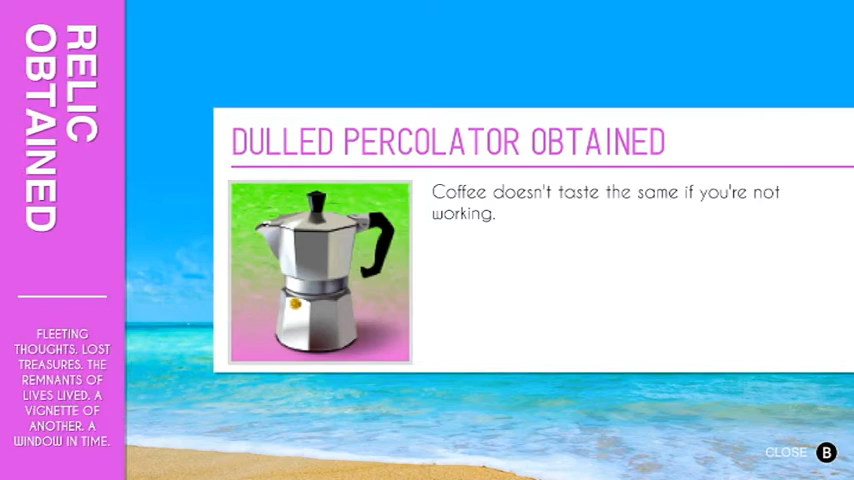 RELIC
OBTAINED
FLEETING
THOUGHTS. LOST
TREASURES. THE
REMNANTS OF
LIVES LIVED. A
VIGNETTE OF
ANOTHER. A
WINDOW IN TIME.
DULLED PERCOLATOR OBTAINED
Coffee doesn't taste the same if you're not
working.
CLOSE B